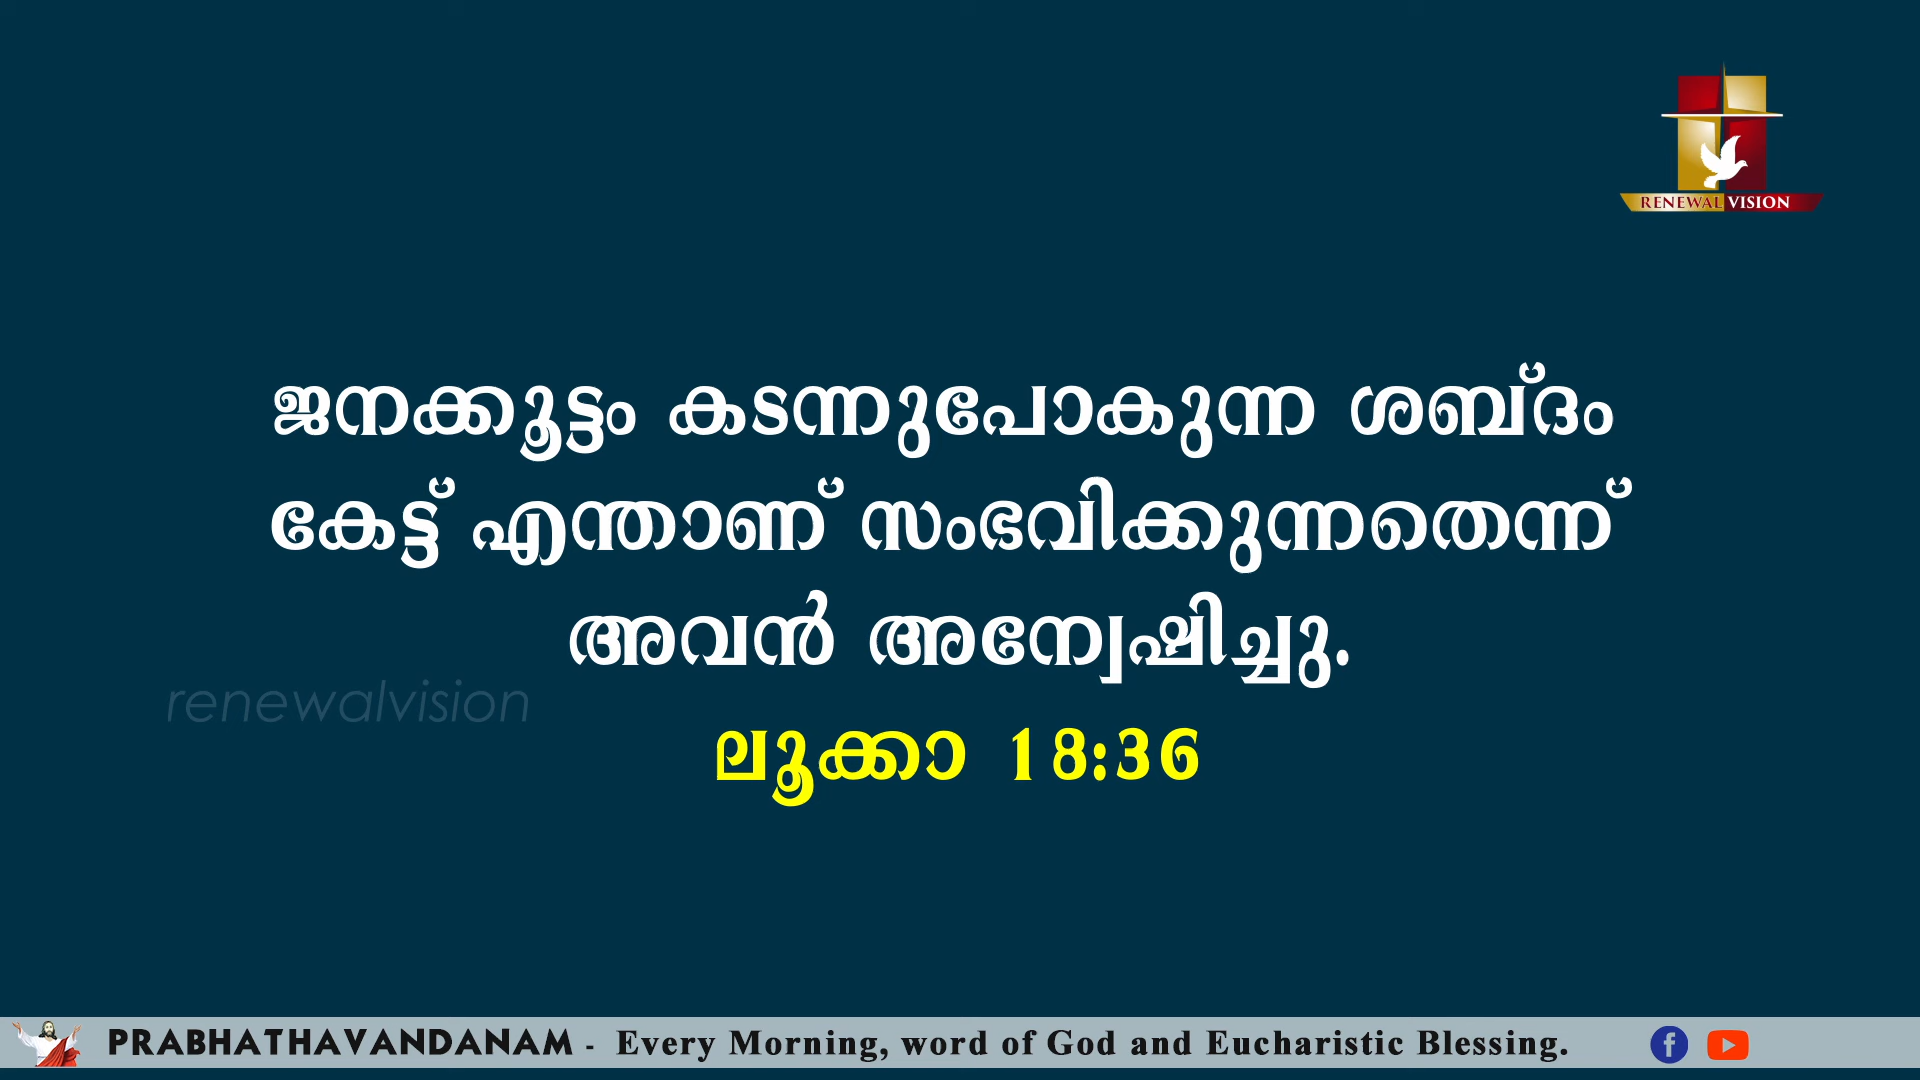 RENEWAL VISION
ജനക്കൂട്ടം കടന്നുപോകുന്ന ശബ്ദം
കേട്ട് എന്താണ് സംഭവിക്കുന്നതെന്ന്
അവൻ അന്വേഷിച്ചു.
renewalvision
ലൂക്കാ 18:36
PRABHATHAVANDANAM - Every Morning, word of God and Eucharistic Blessing.